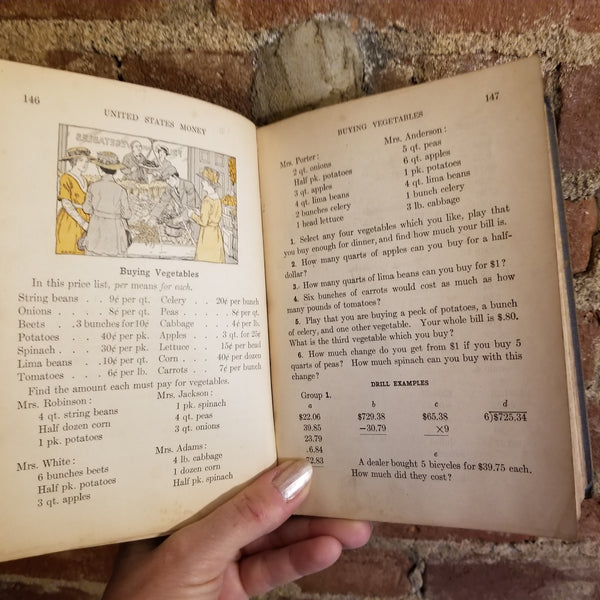 146
UNITED STATES MONEY
VEGETABLES
Buying Vegetables
In this price list, per means for each.
String beans . . 9¢ per qt. Celery . . 20¢ per bunch
Onions . . . 8¢ per qt. Peas . . . 8¢ per qt.
Beets . . 3 bunches for 10¢ Cabbage . . 4¢ per lb.
Potatoes . . 40¢ per pk. Apples . . 3 qt. for 25¢
Spinach . . . 30¢ per pk. Lettuce . . 15¢ per head
Lima beans . . 10¢ per qt. Corn . . 40¢ per dozen
Tomatoes . . 6¢ per lb. Carrots . . 7¢ per bunch
Find the amount each must pay for vegetables.
Mrs. Robinson:
4 qt. string beans
Half dozen corn
1 pk. potatoes
Mrs. Jackson:
1 pk. spinach
4 qt. peas
3 qt. onions
Mrs. White:
6 bunches beets
Half pk. potatoes
3 qt. apples
Mrs. Adams:
4 lb. cabbage
1 dozen corn
Half pk. spinach
BUYING VEGETABLES
147
Mrs. Porter:
2 qt. onions
Half pk. potatoes
3 qt. apples
4 qt. lima beans
2 bunches celery
1 head lettuce
Mrs. Anderson:
5 qt. peas
6 qt. apples
1 pk. potatoes
4 qt. lima beans
1 bunch celery
3 lb. cabbage
1. Select any four vegetables which you like, play that
you buy enough for dinner, and find how much your bill is.
2. How many quarts of apples can you buy for a half-
dollar?
3. How many quarts of lima beans can you buy for $1?
4. Six bunches of carrots would cost as much as how
many pounds of tomatoes?
5. Play that you are buying a peck of potatoes, a bunch
of celery, and one other vegetable. Your whole bill is $.80.
What is the third vegetable which you buy?
6. How much change do you get from $1 if you buy 5
quarts of peas? How much spinach can you buy with this
change?
DRILL EXAMPLES
Group 1.
a b c d
$22.06 $729.38 $65.38 6)$725.34
39.85 −30.79 ×9
23.79
6.84
72.83
e
A dealer bought 5 bicycles for $39.75 each.
How much did they cost?